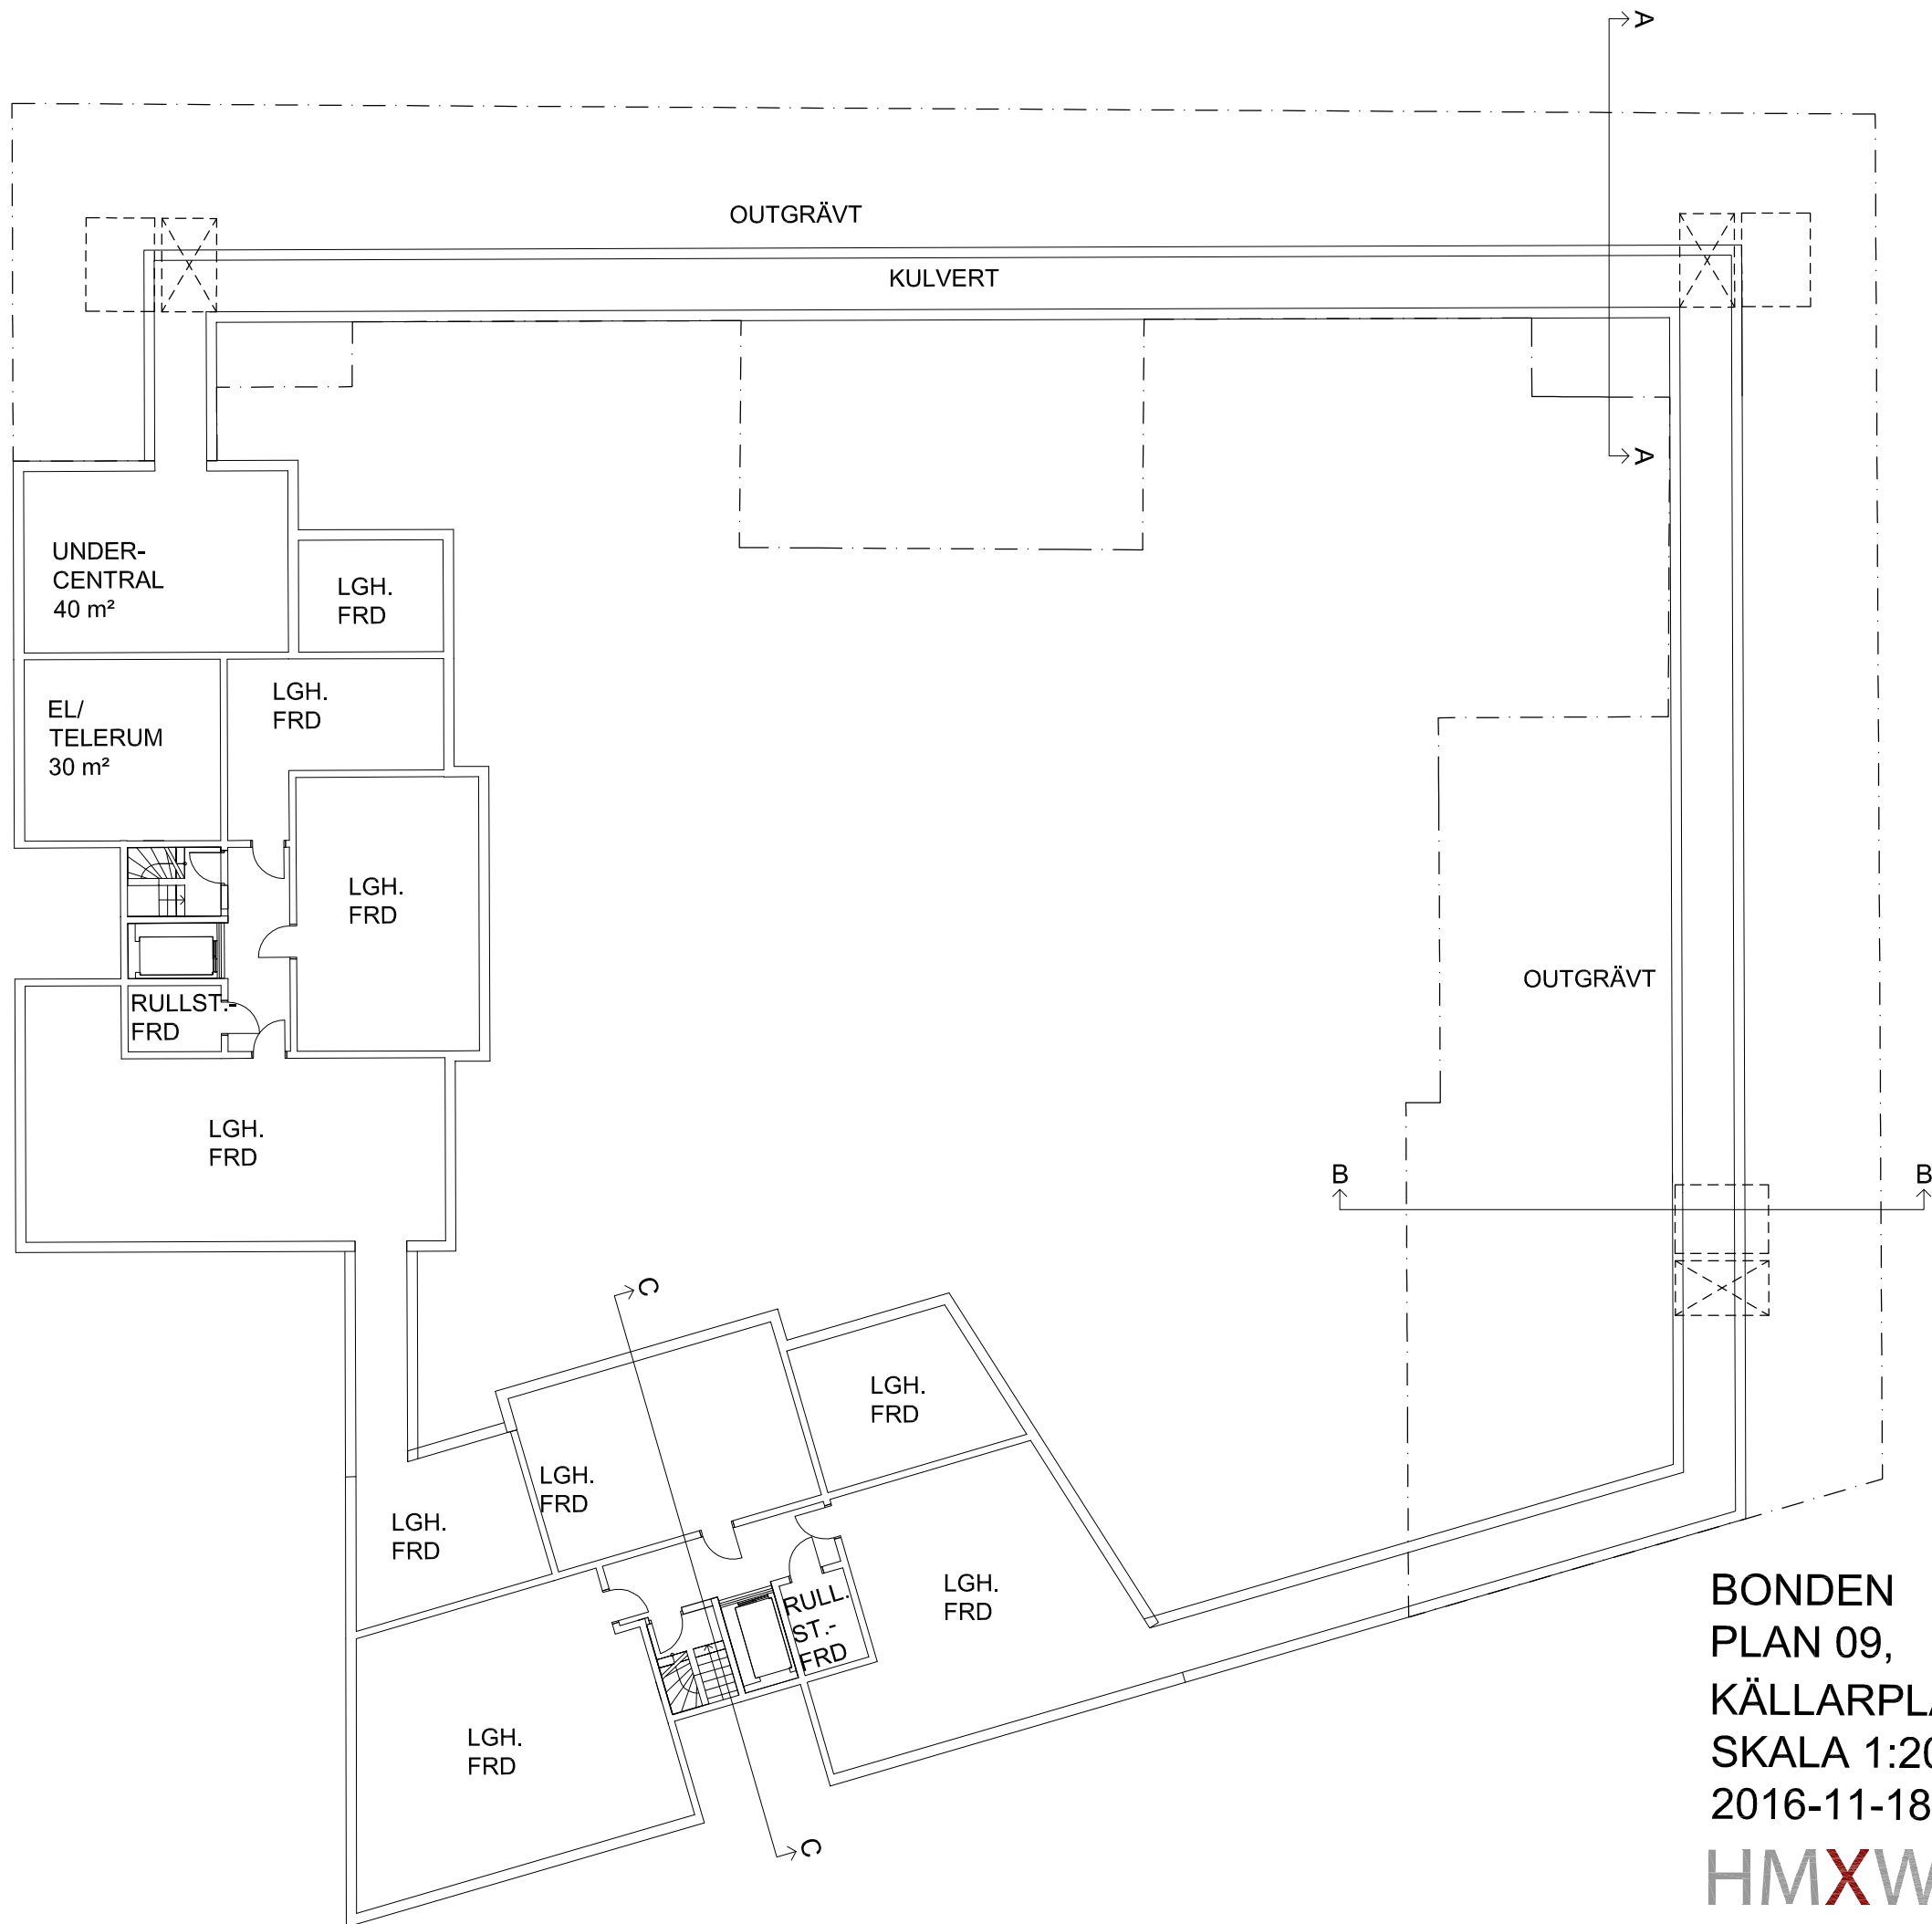 A
OUTGRÄVT
KULVERT
A
UNDER-
CENTRAL
40 m²
LGH.
FRD
LGH.
FRD
EL/
TELERUM
30 m²
LGH.
FRD
OUTGRÄVT
RULLST.-
FRD
LGH.
FRD
B
B
C
LGH.
FRD
LGH.
FRD
LGH.
FRD
LGH.
FRD
RULL.
ST.-
FRD
LGH.
FRD
C
BONDEN
PLAN 09,
KÄLLARPLA
SKALA 1:20
2016-11-18
HMXW